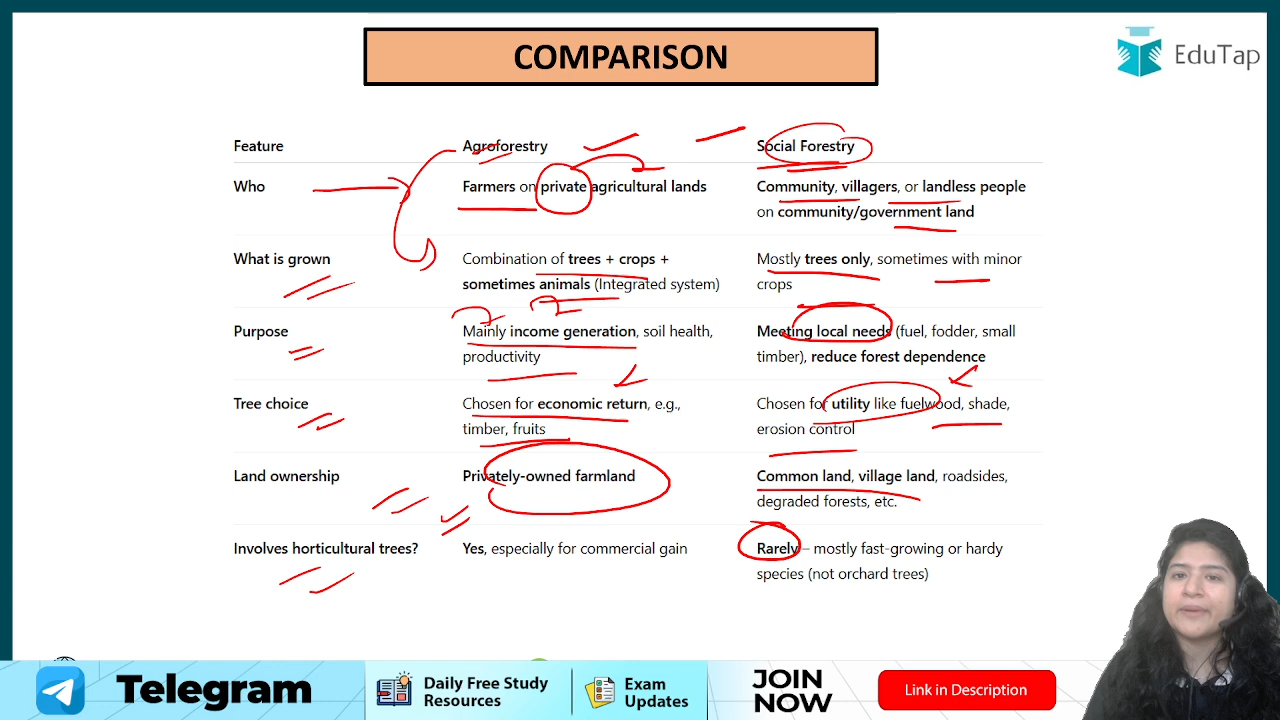 COMPARISON
EduTap
Feature Agroforestry Social Forestry
Who Farmers on private agricultural lands Community, villagers, or landless people
on community/government land
What is grown Combination of trees + crops + Mostly trees only, sometimes with minor
sometimes animals (Integrated system) crops
Purpose Mainly income generation, soil health, Meeting local needs (fuel, fodder, small
productivity timber), reduce forest dependence
Tree choice Chosen for economic return, e.g., Chosen for utility like fuelwood, shade,
timber, fruits erosion control
Land ownership Privately-owned farmland Common land, village land, roadsides,
degraded forests, etc.
Involves horticultural trees? Yes, especially for commercial gain Rarely – mostly fast-growing or hardy
species (not orchard trees)
Telegram
Daily Free Study
Resources
Exam
Updates
JOIN
NOW
Link in Description